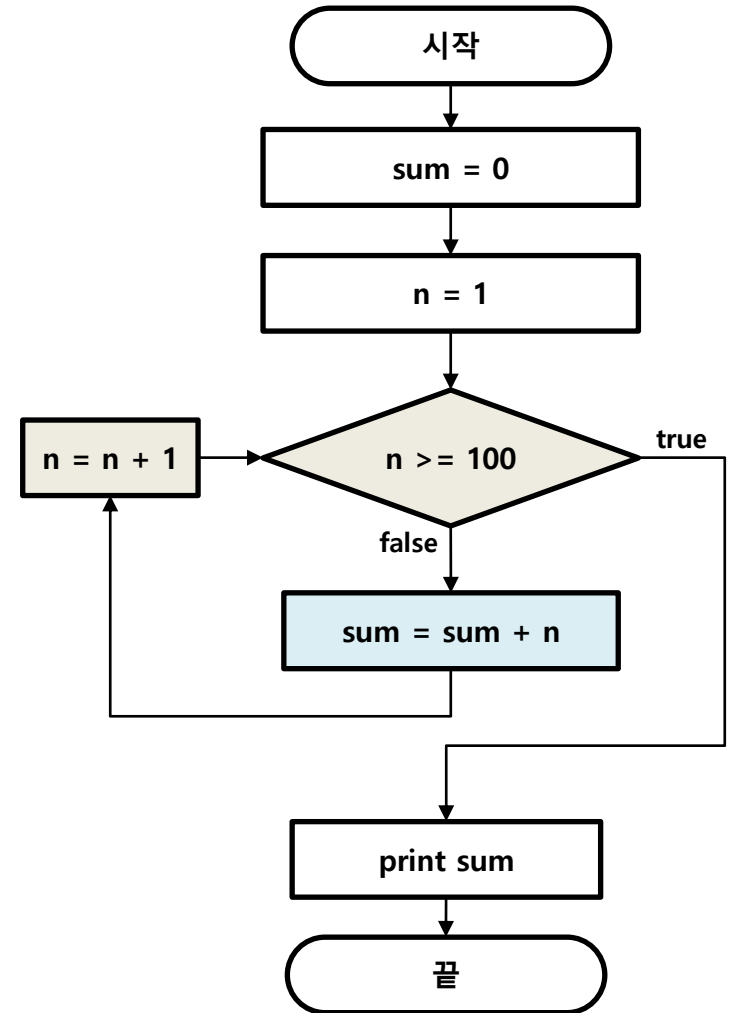 시작
sum = 0
n = 1
n = n + 1
n >= 100
true
false
sum = sum + n
print sum
끝